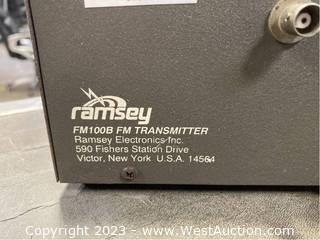 ramsey
FM100B FM TRANSMITTER
Ramsey Electronics Inc.
590 Fishers Station Drive
Victor, New York U.S.A. 14564
Copyright 2023 - www.WestAuction.com